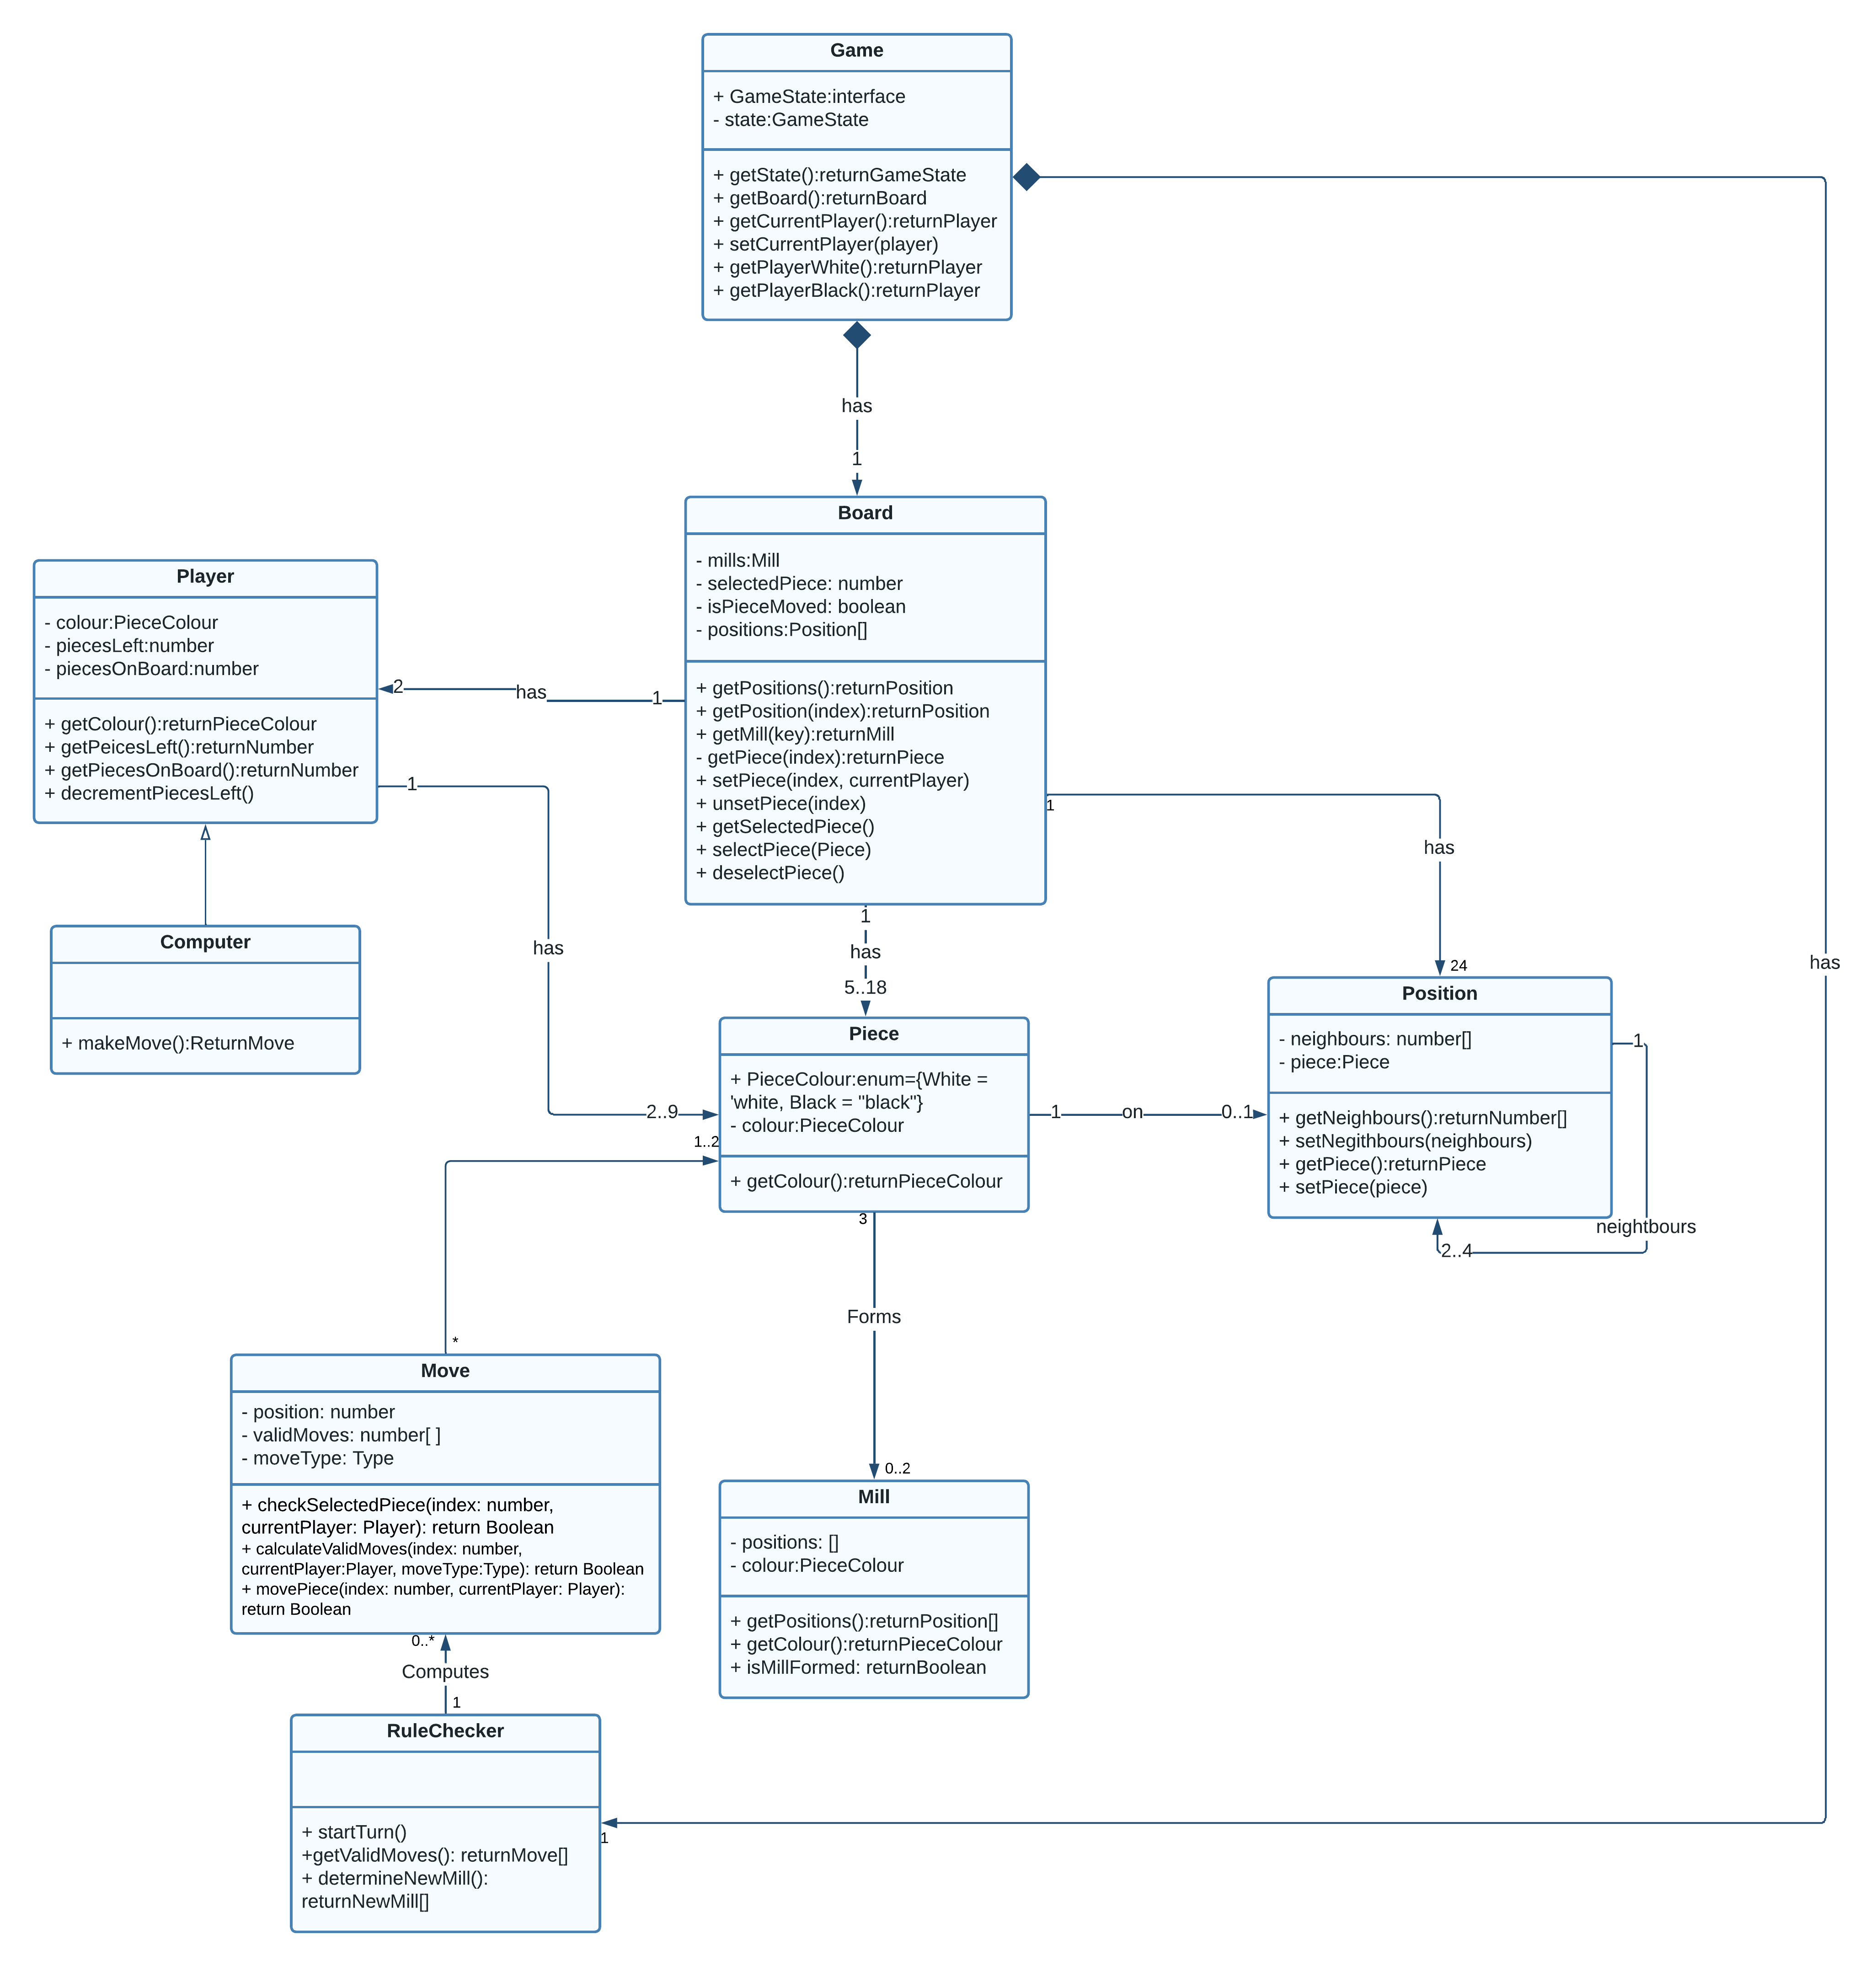 Game
+ GameState:interface
- state:GameState
+ getState():returnGameState
+ getBoard():returnBoard
+ getCurrentPlayer():returnPlayer
+ setCurrentPlayer(player)
+ getPlayerWhite():returnPlayer
+ getPlayerBlack():returnPlayer
has
1
Board
- mills:Mill
- selectedPiece: number
- isPieceMoved: boolean
- positions:Position[]
+ getPositions():returnPosition
+ getPosition(index):returnPosition
+ getMill(key):returnMill
- getPiece(index):returnPiece
+ setPiece(index, currentPlayer)
+ unsetPiece(index)
+ getSelectedPiece()
+ selectPiece(Piece)
+ deselectPiece()
Player
- colour:PieceColour
- piecesLeft:number
- piecesOnBoard:number
+ getColour():returnPieceColour
+ getPeicesLeft():returnNumber
+ getPiecesOnBoard():returnNumber
+ decrementPiecesLeft()
2
has
1
1
has
2..9
Computer
+ makeMove():ReturnMove
1
has
5..18
1
has
24
has
Piece
+ PieceColour:enum={White =
'white, Black = "black"}
- colour:PieceColour
+ getColour():returnPieceColour
1
on
0..1
Position
- neighbours: number[]
- piece:Piece
+ getNeighbours():returnNumber[]
+ setNegithbours(neighbours)
+ getPiece():returnPiece
+ setPiece(piece)
1
neightbours
2..4
1..2
*
3
Forms
0..2
Move
- position: number
- validMoves: number[ ]
- moveType: Type
+ checkSelectedPiece(index: number,
currentPlayer: Player): return Boolean
+ calculateValidMoves(index: number,
currentPlayer:Player, moveType:Type): return Boolean
+ movePiece(index: number, currentPlayer: Player):
return Boolean
Mill
- positions: []
- colour:PieceColour
+ getPositions():returnPosition[]
+ getColour():returnPieceColour
+ isMillFormed: returnBoolean
0..*
Computes
1
RuleChecker
+ startTurn()
+getValidMoves(): returnMove[]
+ determineNewMill():
returnNewMill[]
1